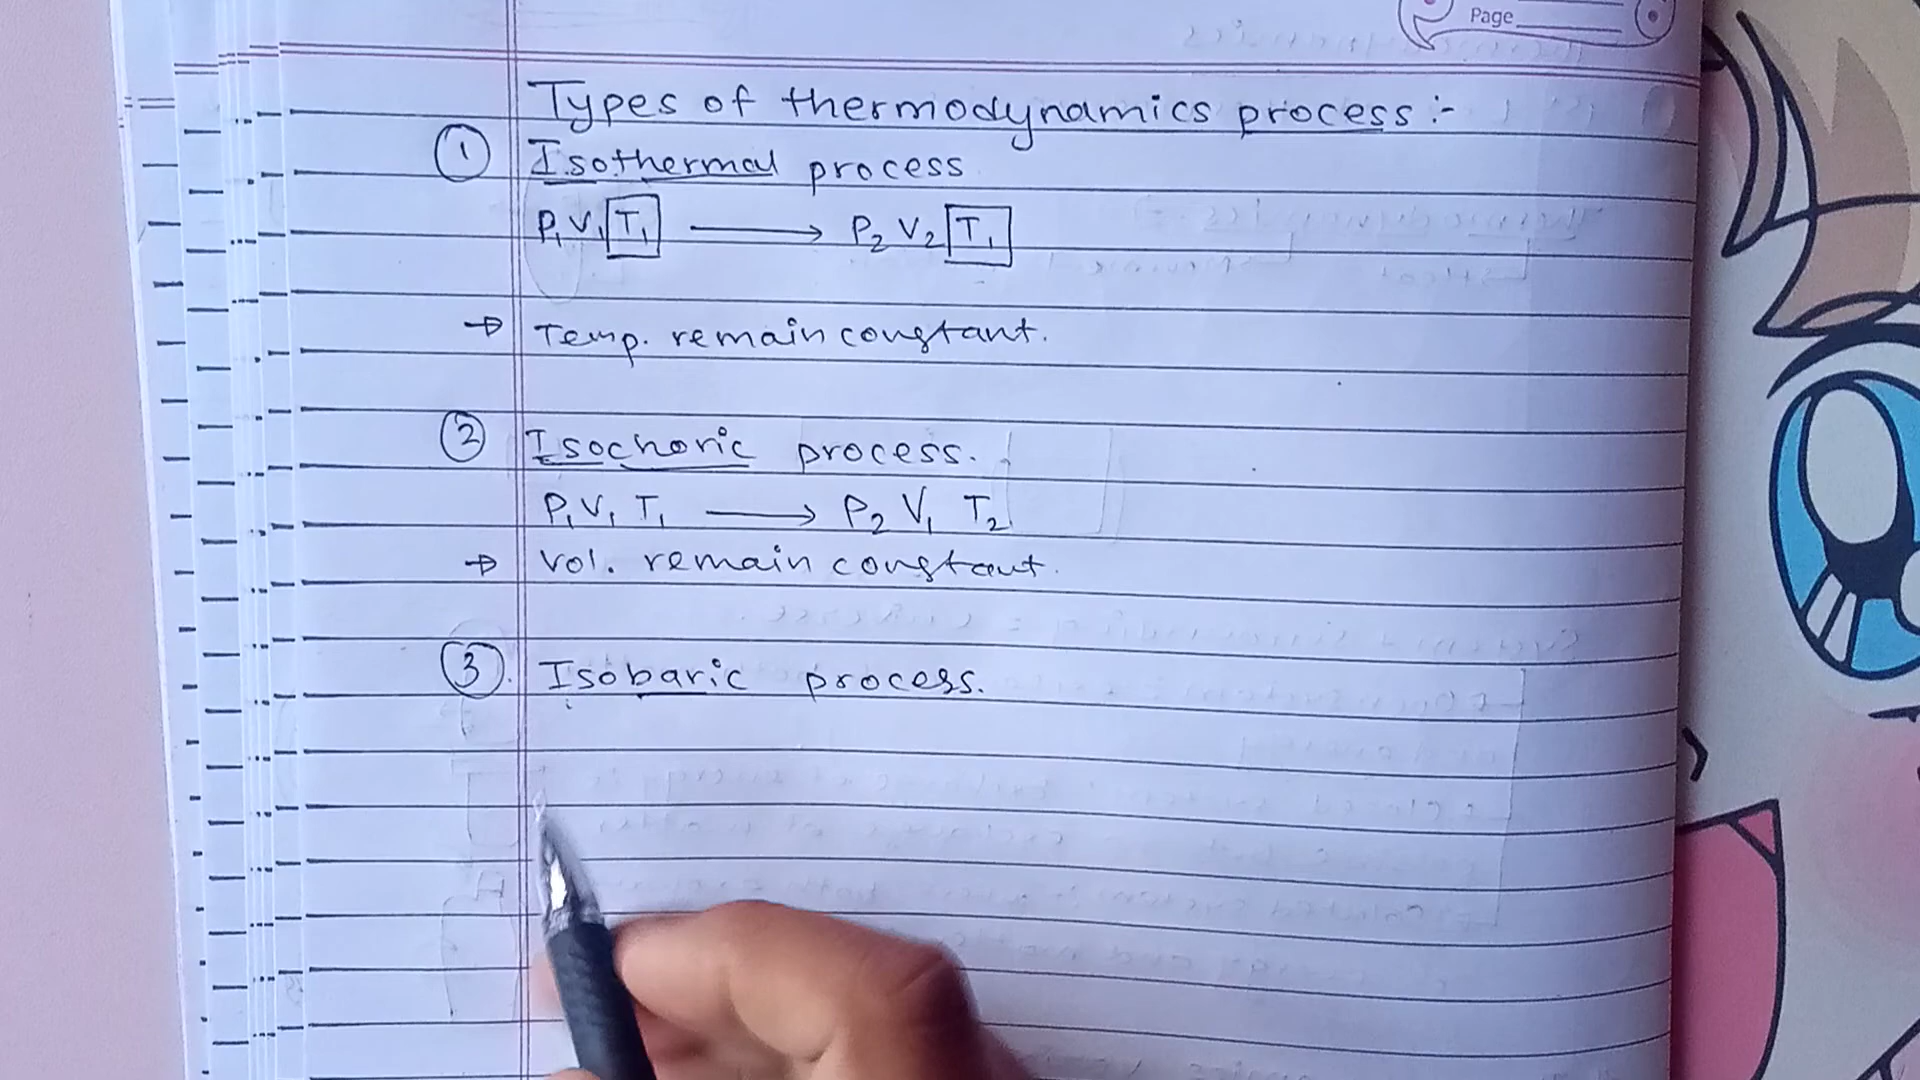 Page
Types of thermodynamics process :-
① Isothermal process
P₁ V₁ T₁ ⟶ P₂ V₂ T₁
→ Temp. remain constant.
② Isochoric process.
P₁ V₁ T₁ ⟶ P₂ V₁ T₂
→ Vol. remain constant.
③. Isobaric process.